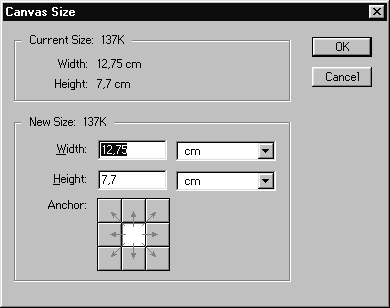 Canvas Size
Current Size: 137K
Width: 12,75 cm
Height: 7,7 cm
OK
Cancel
New Size: 137K
Width: 12,75 cm
Height: 7,7 cm
Anchor: